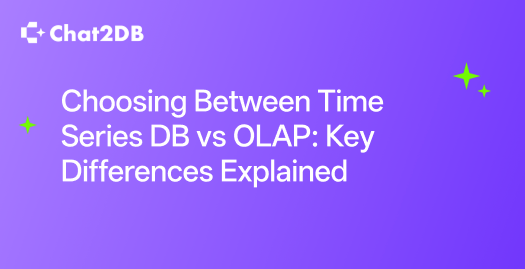 Chat2DB
Choosing Between Time
Series DB vs OLAP: Key
Differences Explained